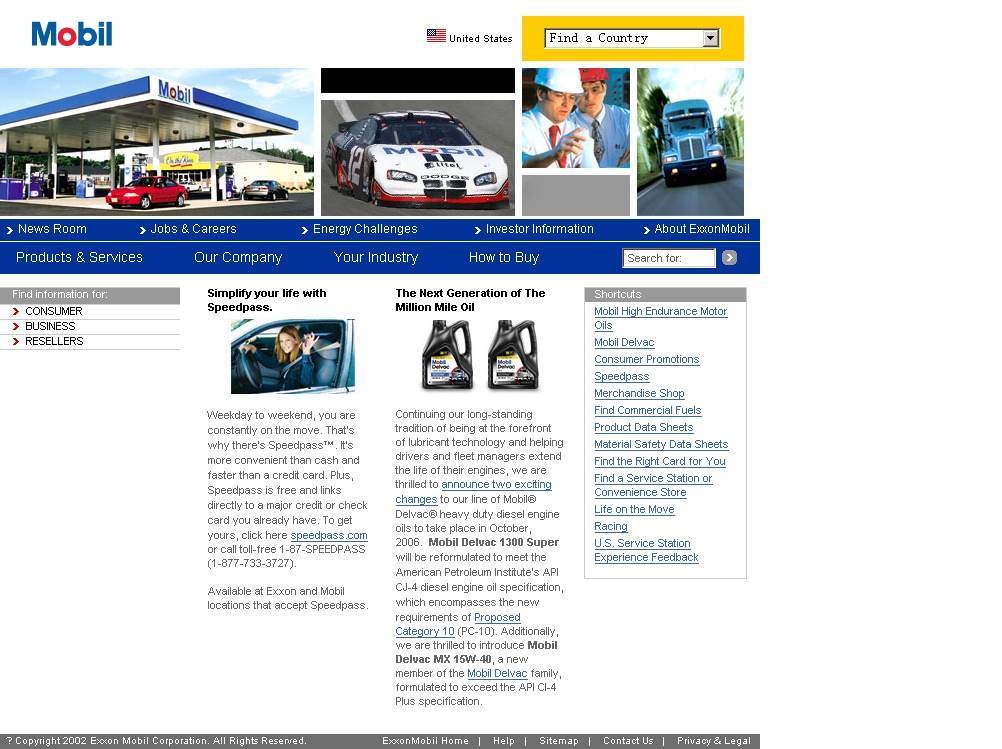 Mobil
United States
Find a Country
Mobil
On the Run
12
Mobil
alltel
DODGE
News Room
Jobs & Careers
Energy Challenges
Investor Information
About ExxonMobil
Products & Services
Our Company
Your Industry
How to Buy
Search for:
Find information for:
CONSUMER
BUSINESS
RESELLERS
Simplify your life with
Speedpass.
Weekday to weekend, you are
constantly on the move. That's
why there's Speedpass™. It's
more convenient than cash and
faster than a credit card. Plus,
Speedpass is free and links
directly to a major credit or check
card you already have. To get
yours, click here speedpass.com
or call toll-free 1-87-SPEEDPASS
(1-877-733-3727).
Available at Exxon and Mobil
locations that accept Speedpass.
The Next Generation of The
Million Mile Oil
Mobil
Delvac
Mobil
Delvac
Continuing our long-standing
tradition of being at the forefront
of lubricant technology and helping
drivers and fleet managers extend
the life of their engines, we are
thrilled to announce two exciting
changes to our line of Mobil®
Delvac® heavy duty diesel engine
oils to take place in October,
2006. Mobil Delvac 1300 Super
will be reformulated to meet the
American Petroleum Institute's API
CJ-4 diesel engine oil specification,
which encompasses the new
requirements of Proposed
Category 10 (PC-10). Additionally,
we are thrilled to introduce Mobil
Delvac MX 15W-40, a new
member of the Mobil Delvac family,
formulated to exceed the API CI-4
Plus specification.
Shortcuts
Mobil High Endurance Motor
Oils
Mobil Delvac
Consumer Promotions
Speedpass
Merchandise Shop
Find Commercial Fuels
Product Data Sheets
Material Safety Data Sheets
Find the Right Card for You
Find a Service Station or
Convenience Store
Life on the Move
Racing
U.S. Service Station
Experience Feedback
? Copyright 2002 Exxon Mobil Corporation. All Rights Reserved.
ExxonMobil Home | Help | Sitemap | Contact Us | Privacy & Legal